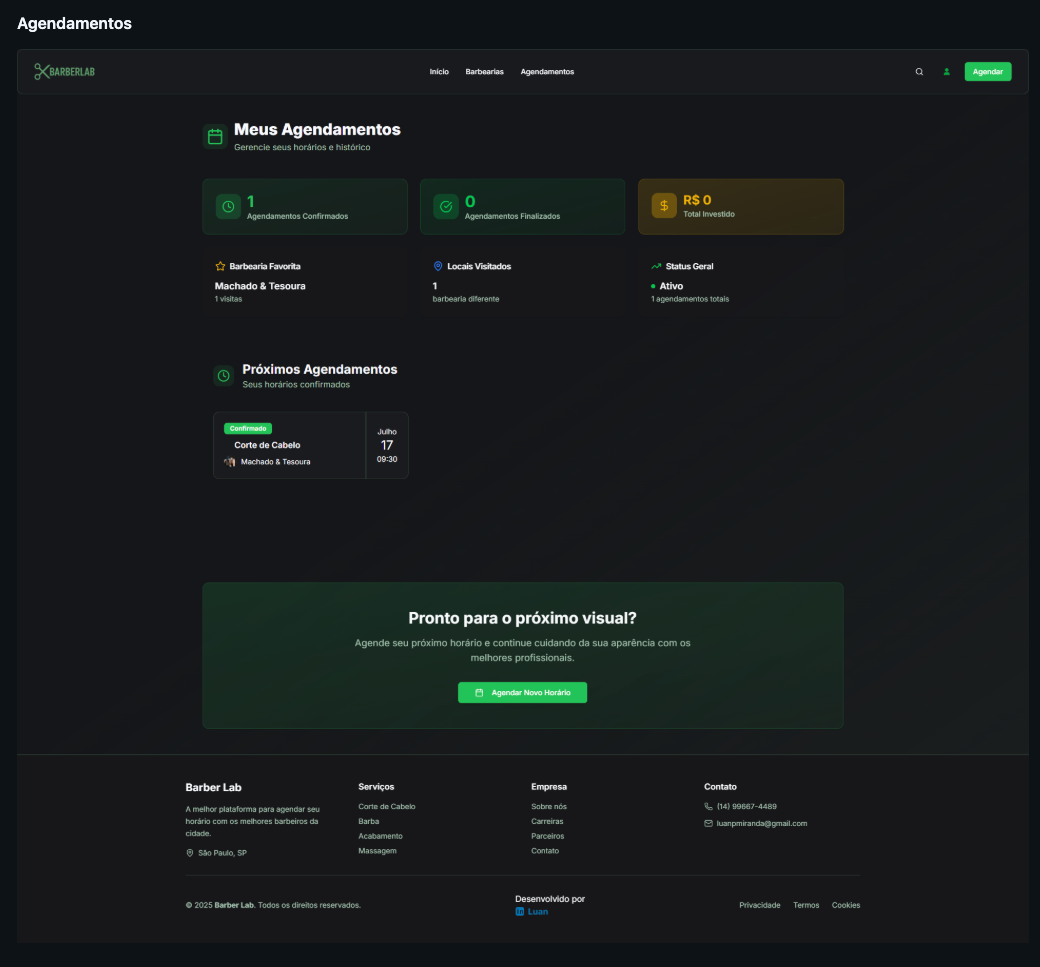 Agendamentos
BARBERLAB
Início Barbearias Agendamentos
Agendar
Meus Agendamentos
Gerencie seus horários e histórico
1
Agendamentos Confirmados
0
Agendamentos Finalizados
R$ 0
Total Investido
Barbearia Favorita
Machado & Tesoura
1 visitas
Locais Visitados
1
barbearia diferente
Status Geral
Ativo
1 agendamentos totais
Próximos Agendamentos
Seus horários confirmados
Confirmado
Corte de Cabelo
Machado & Tesoura
Julho
17
09:30
Pronto para o próximo visual?
Agende seu próximo horário e continue cuidando da sua aparência com os
melhores profissionais.
Agendar Novo Horário
Barber Lab
A melhor plataforma para agendar seu
horário com os melhores barbeiros da
cidade.
São Paulo, SP
Serviços
Corte de Cabelo
Barba
Acabamento
Massagem
Empresa
Sobre nós
Carreiras
Parceiros
Contato
Contato
(14) 99667-4489
luanpmiranda@gmail.com
© 2025 Barber Lab. Todos os direitos reservados.
Desenvolvido por
Luan
Privacidade Termos Cookies